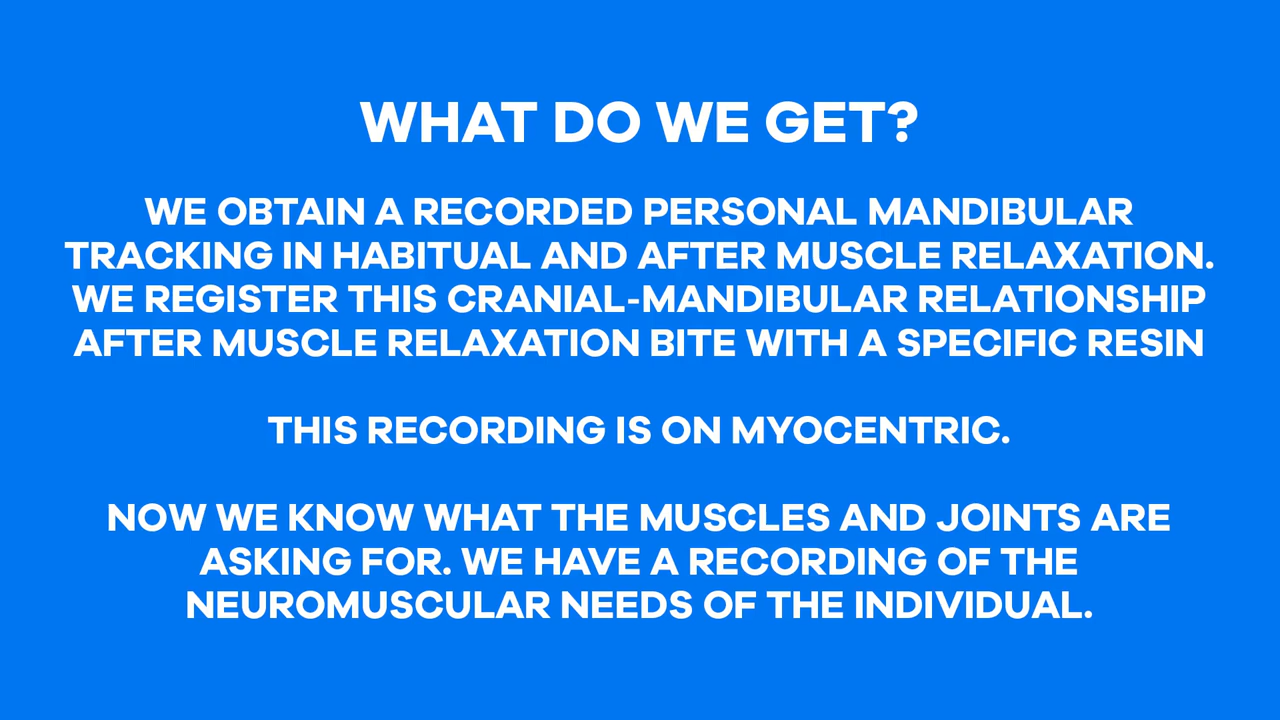 WHAT DO WE GET?
WE OBTAIN A RECORDED PERSONAL MANDIBULAR
TRACKING IN HABITUAL AND AFTER MUSCLE RELAXATION.
WE REGISTER THIS CRANIAL-MANDIBULAR RELATIONSHIP
AFTER MUSCLE RELAXATION BITE WITH A SPECIFIC RESIN
THIS RECORDING IS ON MYOCENTRIC.
NOW WE KNOW WHAT THE MUSCLES AND JOINTS ARE
ASKING FOR. WE HAVE A RECORDING OF THE
NEUROMUSCULAR NEEDS OF THE INDIVIDUAL.